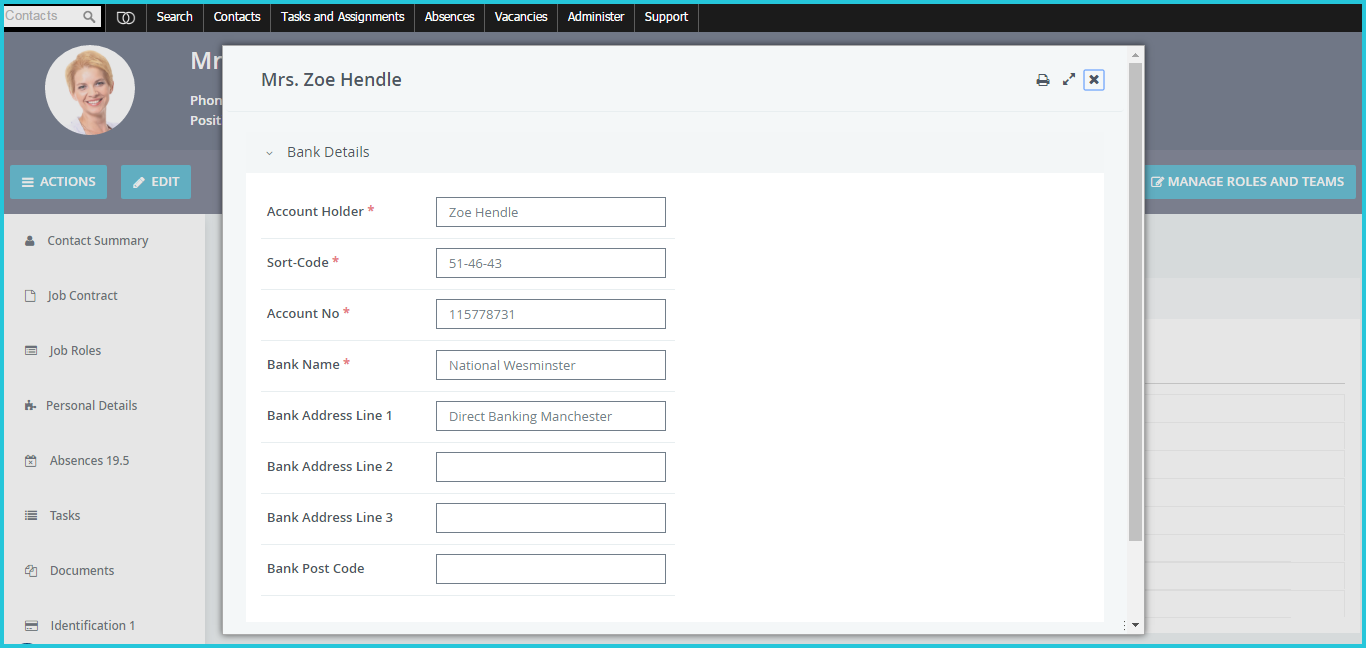 Contacts
Search
Contacts
Tasks and Assignments
Absences
Vacancies
Administer
Support
Mr
Phon
Posit
ACTIONS
EDIT
MANAGE ROLES AND TEAMS
Contact Summary
Job Contract
Job Roles
Personal Details
Absences 19.5
Tasks
Documents
Identification 1
Mrs. Zoe Hendle
Bank Details
Account Holder * Zoe Hendle
Sort-Code * 51-46-43
Account No * 115778731
Bank Name * National Wesminster
Bank Address Line 1 Direct Banking Manchester
Bank Address Line 2
Bank Address Line 3
Bank Post Code